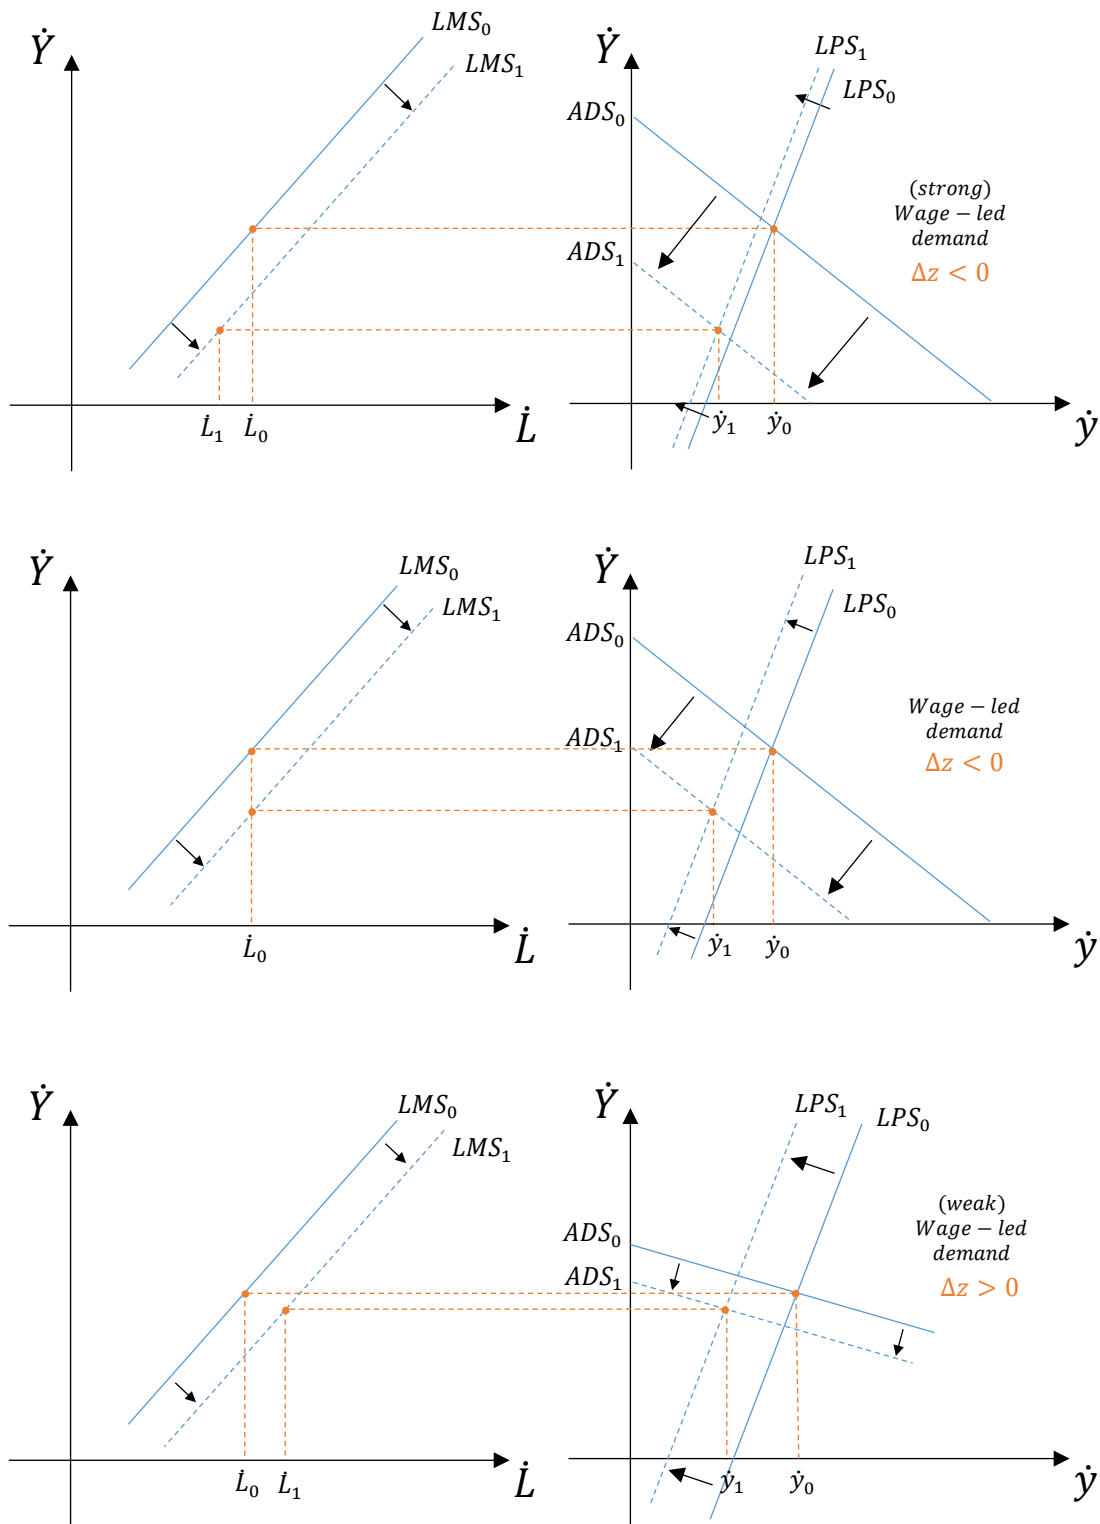 Ẏ
LMS₀
LMS₁
L̇₁
L̇₀
L̇
Ẏ
LPS₁
LPS₀
ADS₀
ADS₁
(strong)
Wage − led
demand
Δz < 0
ẏ₁
ẏ₀
ẏ
Ẏ
LMS₀
LMS₁
L̇₀
L̇
Ẏ
LPS₁
LPS₀
ADS₀
ADS₁
Wage − led
demand
Δz < 0
ẏ₁
ẏ₀
ẏ
Ẏ
LMS₀
LMS₁
L̇₀
L̇₁
L̇
Ẏ
LPS₁
LPS₀
ADS₀
ADS₁
(weak)
Wage − led
demand
Δz > 0
ẏ₁
ẏ₀
ẏ